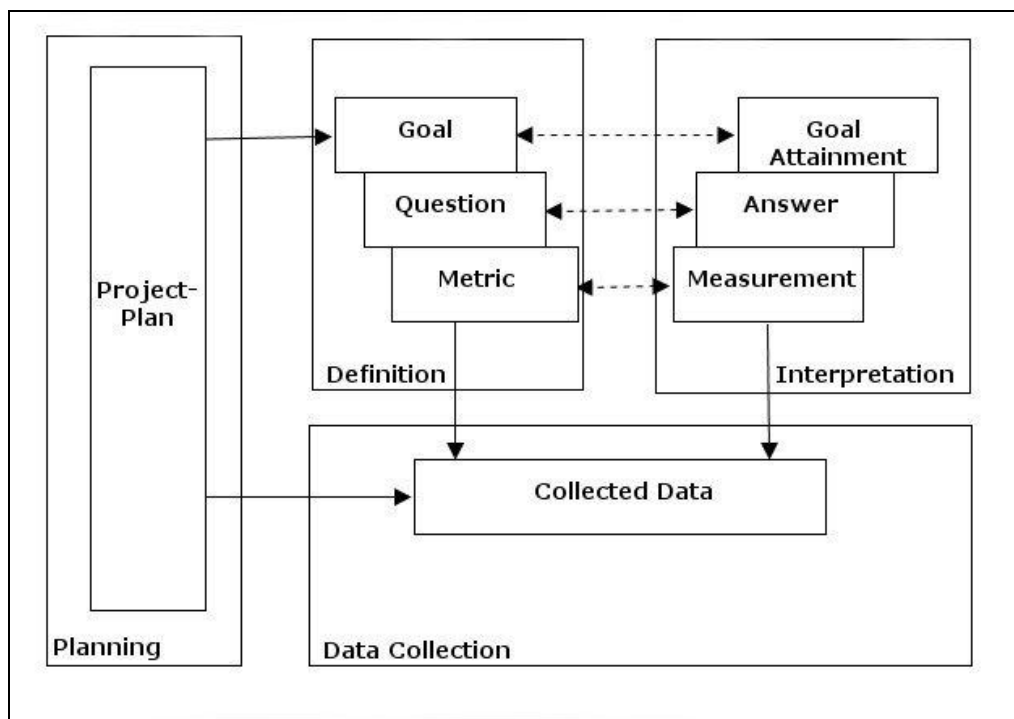 Project-
Plan
Planning
Goal
Question
Metric
Definition
Goal
Attainment
Answer
Measurement
Interpretation
Collected Data
Data Collection